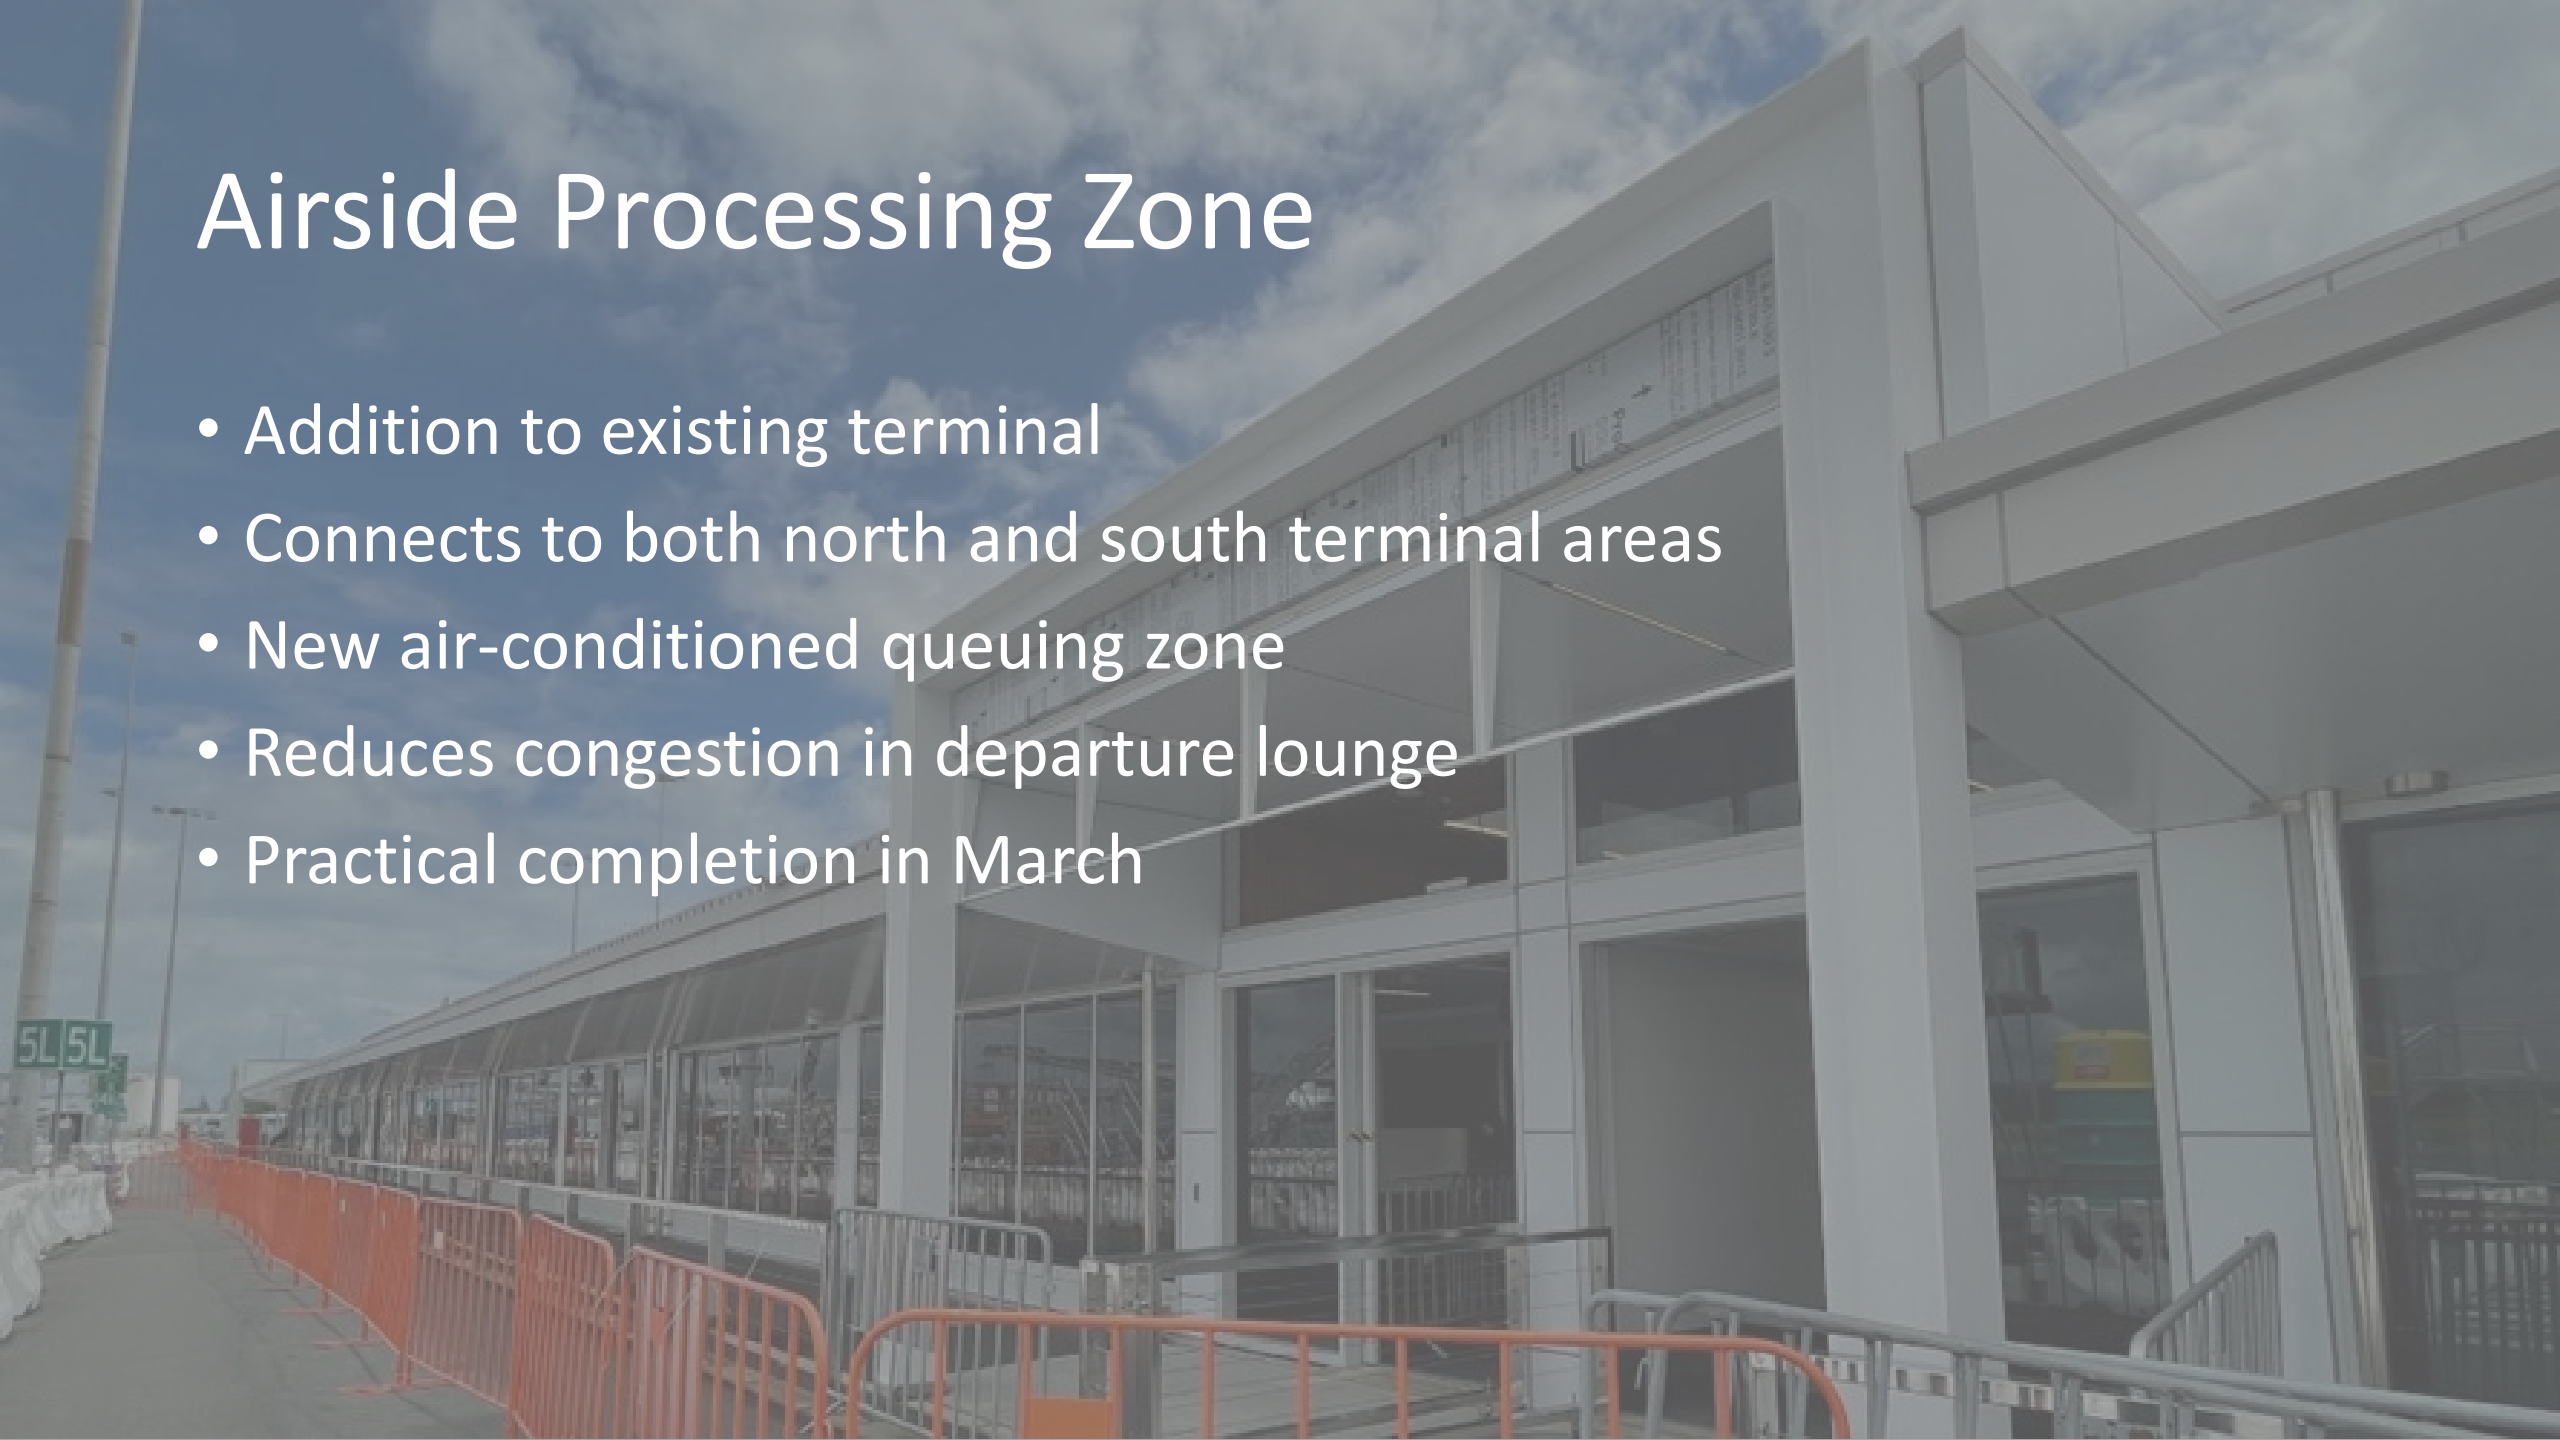 Airside Processing Zone
• Addition to existing terminal
• Connects to both north and south terminal areas
• New air-conditioned queuing zone
• Reduces congestion in departure lounge
• Practical completion in March
5L 5L